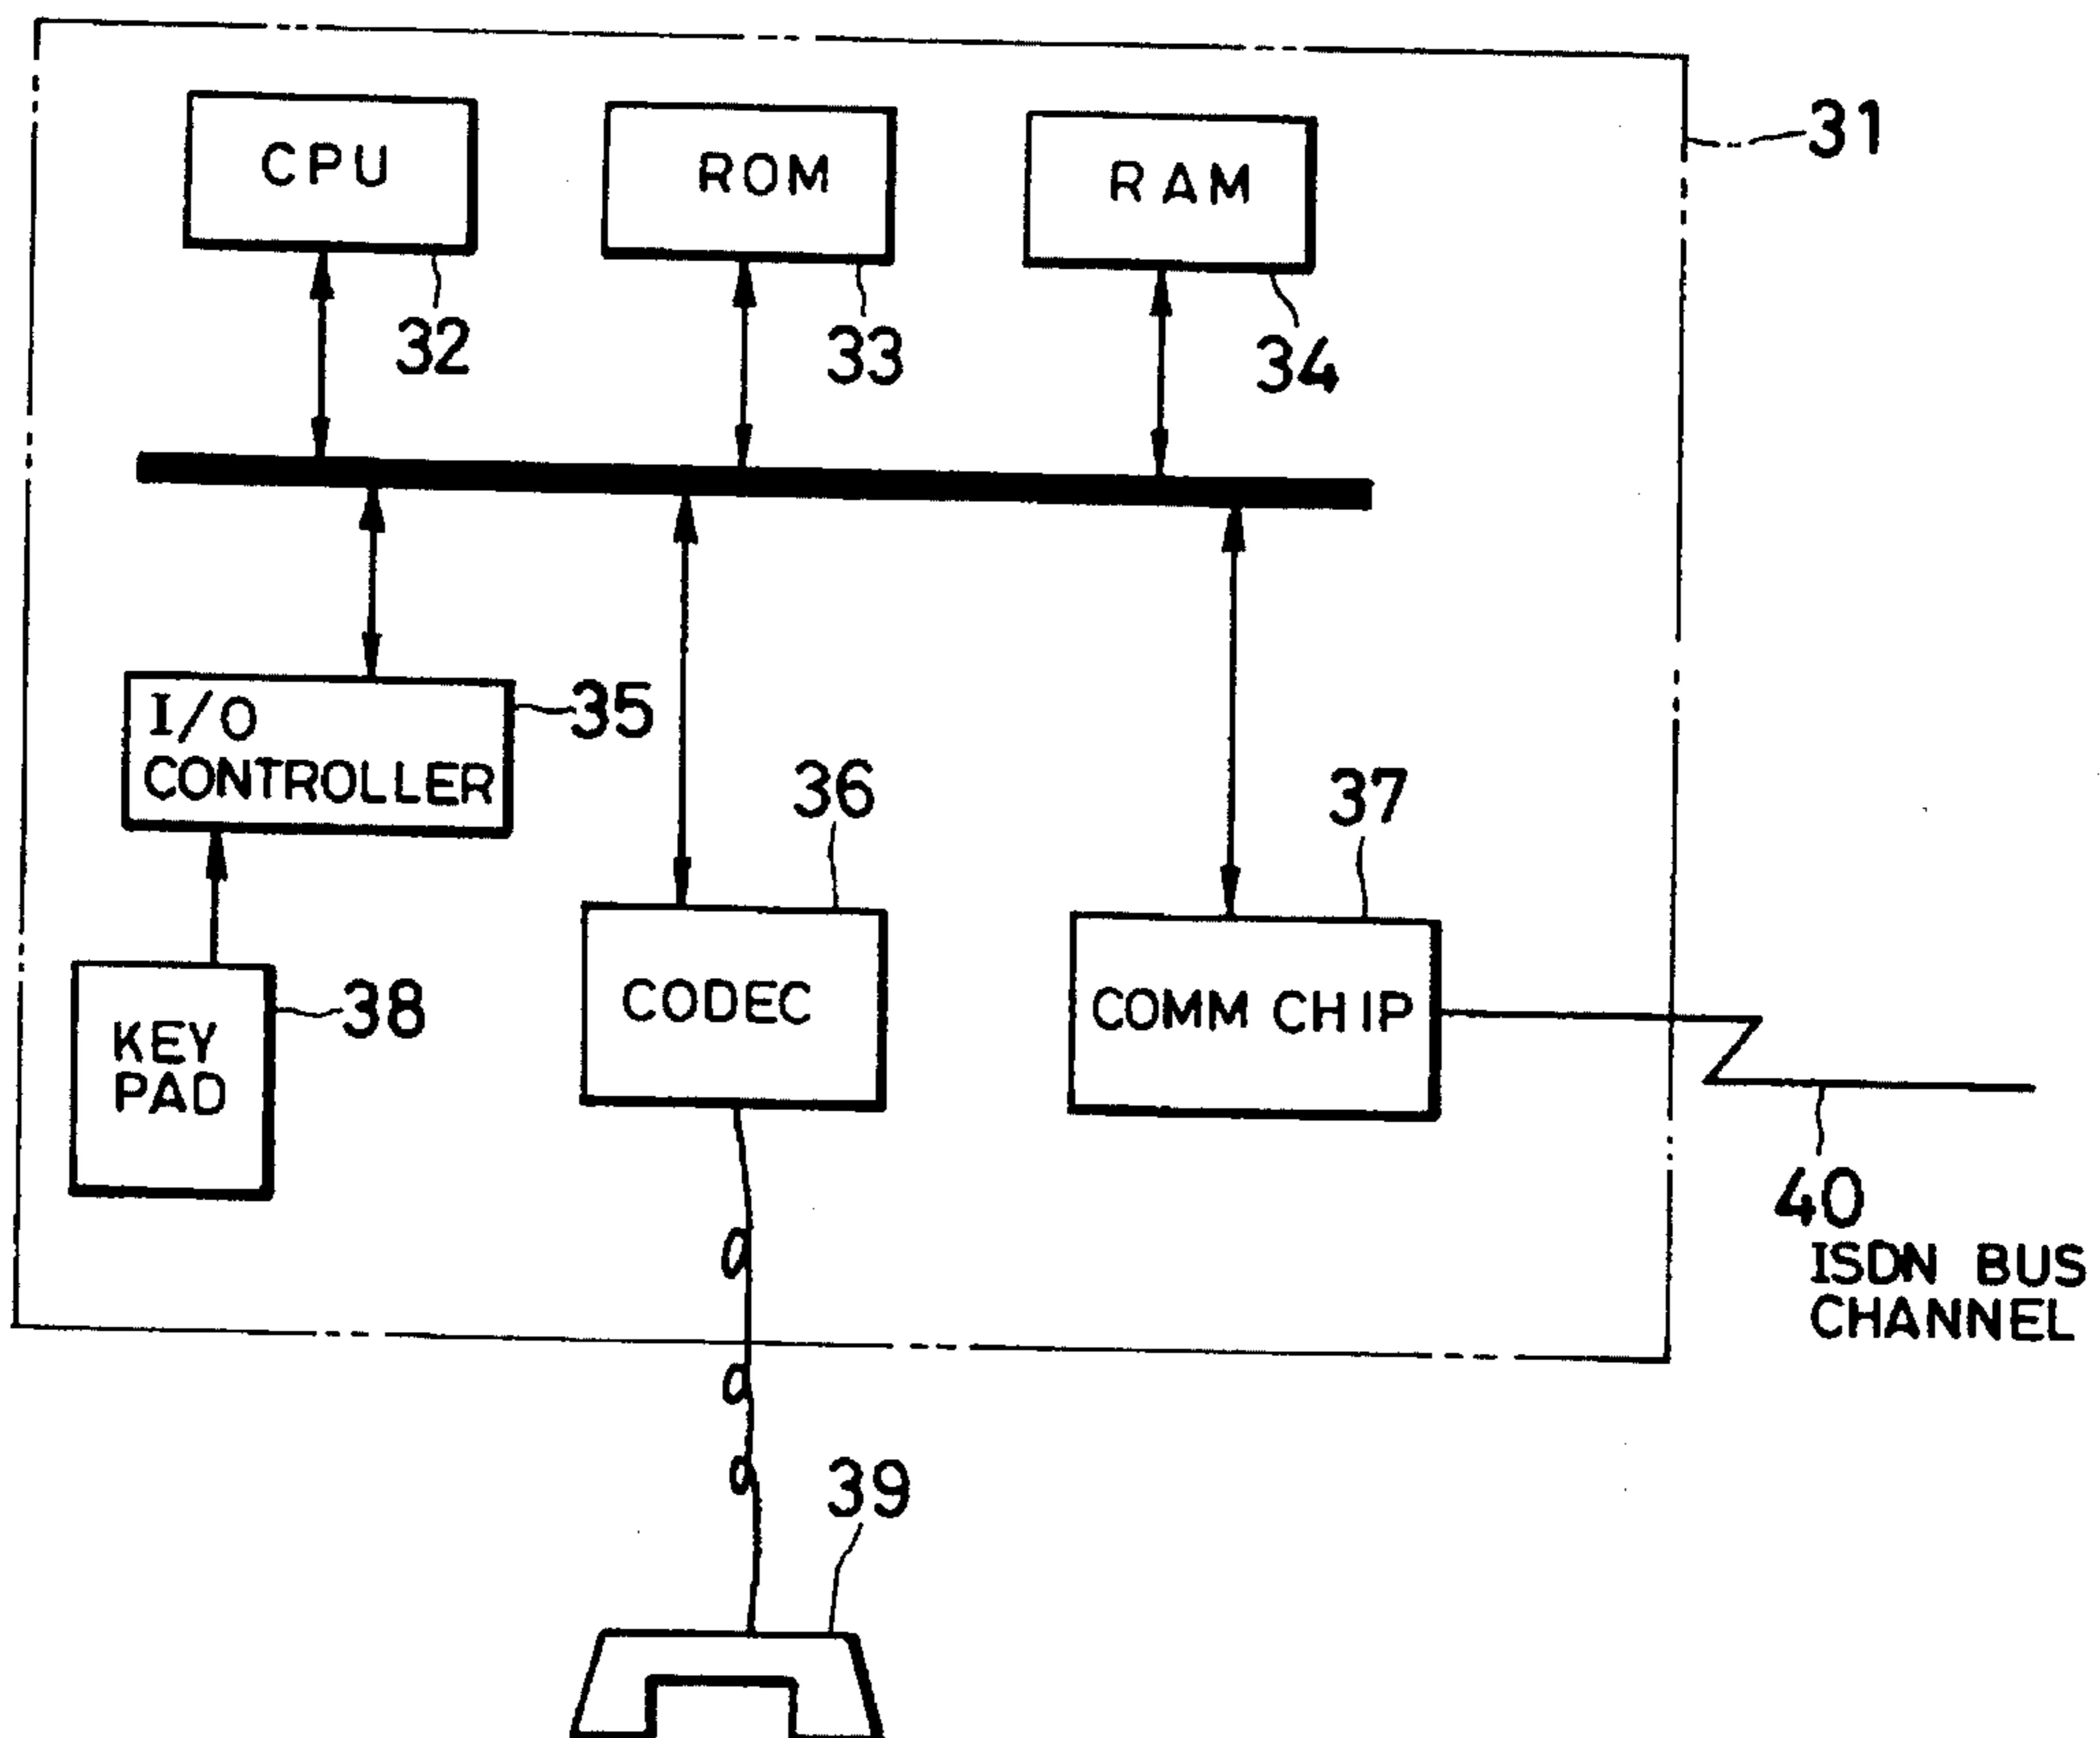 CPU
ROM
RAM
31
32
33
34
I/O
CONTROLLER
35
36
37
KEY
PAD
38
CODEC
COMM CHIP
40
ISDN BUS
CHANNEL
39